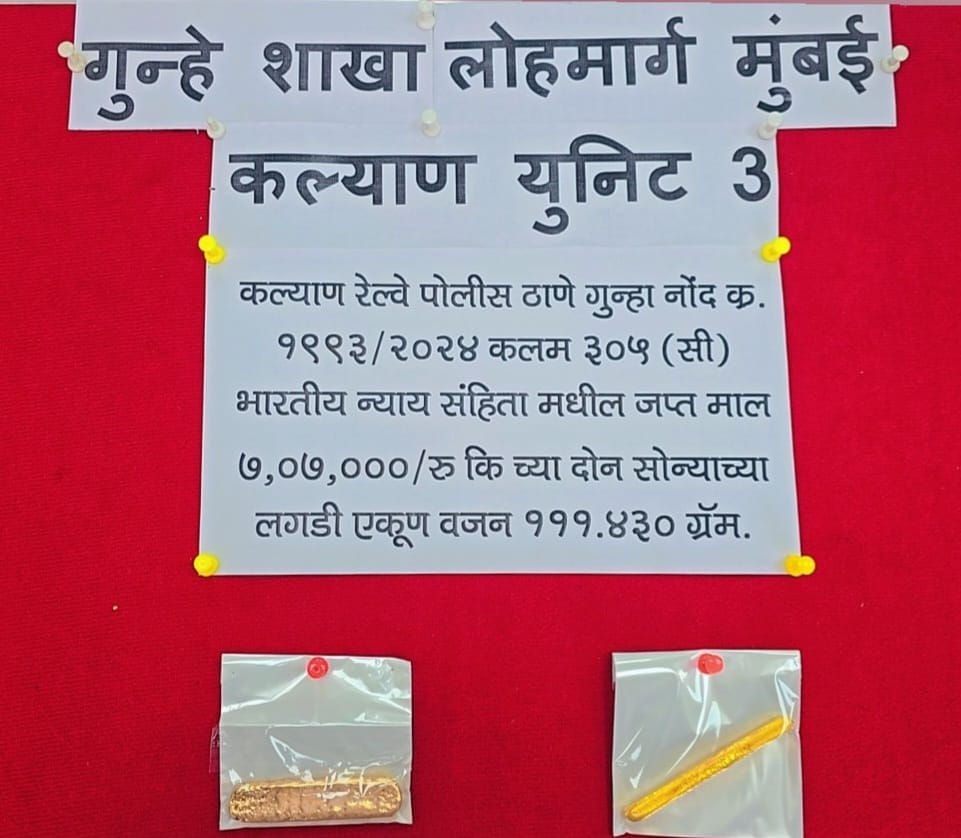 गुन्हे शाखा लोहमार्ग मुंबई
कल्याण युनिट 3
कल्याण रेल्वे पोलीस ठाणे गुन्हा नोंद क्र.
१९९३/२०२४ कलम ३०५ (सी)
भारतीय न्याय संहिता मधील जप्त माल
७,०७,०००/रु कि च्या दोन सोन्याच्या
लगडी एकूण वजन १११.४३० ग्रॅम.